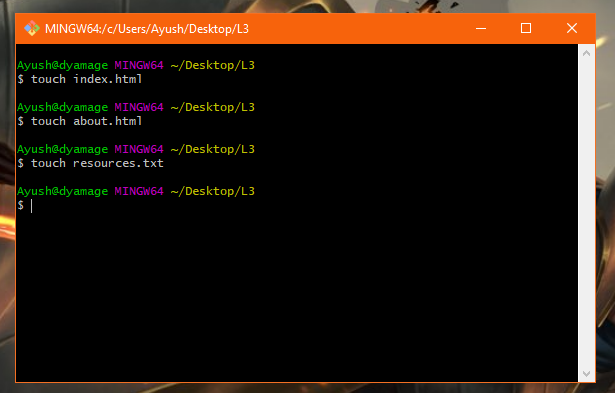 MINGW64:/c/Users/Ayush/Desktop/L3
Ayush@dyamage MINGW64 ~/Desktop/L3
$ touch index.html
Ayush@dyamage MINGW64 ~/Desktop/L3
$ touch about.html
Ayush@dyamage MINGW64 ~/Desktop/L3
$ touch resources.txt
Ayush@dyamage MINGW64 ~/Desktop/L3
$